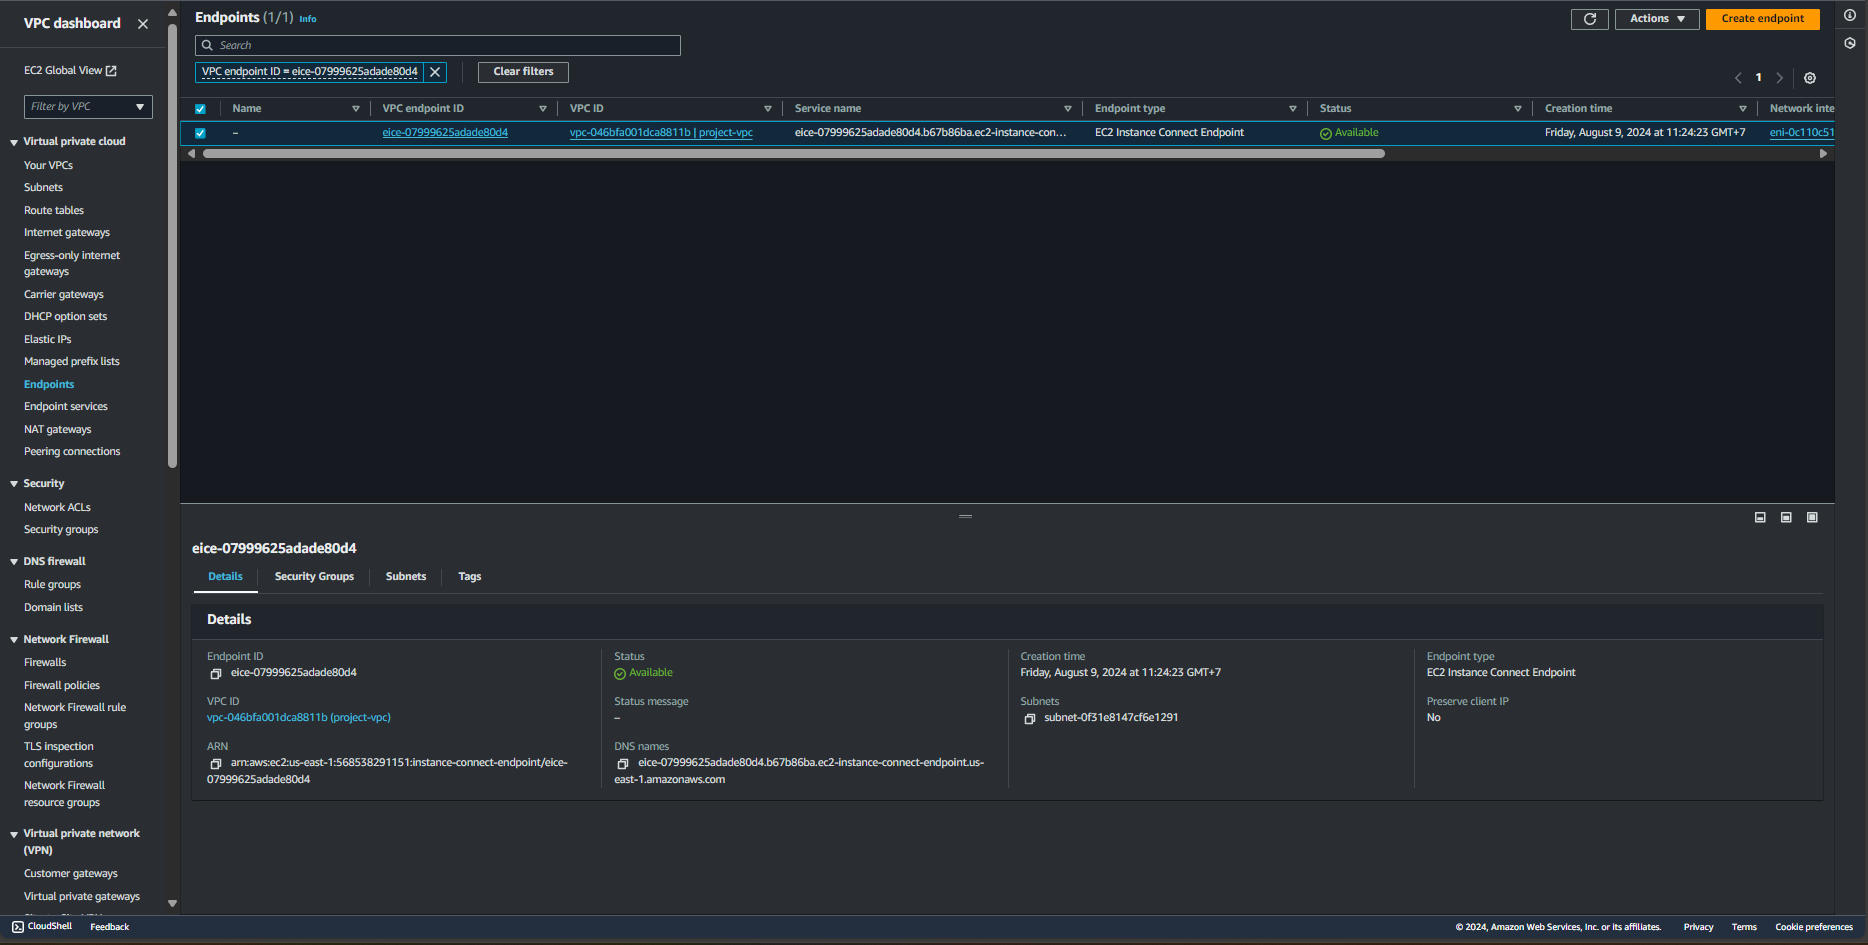 VPC dashboard
EC2 Global View
Filter by VPC
Virtual private cloud
Your VPCs
Subnets
Route tables
Internet gateways
Egress-only internet
gateways
Carrier gateways
DHCP option sets
Elastic IPs
Managed prefix lists
Endpoints
Endpoint services
NAT gateways
Peering connections
Security
Network ACLs
Security groups
DNS firewall
Rule groups
Domain lists
Network Firewall
Firewalls
Firewall policies
Network Firewall rule
groups
TLS inspection
configurations
Network Firewall
resource groups
Virtual private network
(VPN)
Customer gateways
Virtual private gateways
Endpoints (1/1) Info
Actions
Create endpoint
Search
VPC endpoint ID = eice-07999625adade80d4
Clear filters
1
Name VPC endpoint ID VPC ID Service name Endpoint type Status Creation time Network inte
– eice-07999625adade80d4 vpc-046bfa001dca8811b | project-vpc eice-07999625adade80d4.b67b86ba.ec2-instance-con... EC2 Instance Connect Endpoint Available Friday, August 9, 2024 at 11:24:23 GMT+7 eni-0c110c51
eice-07999625adade80d4
Details Security Groups Subnets Tags
Details
Endpoint ID
eice-07999625adade80d4
VPC ID
vpc-046bfa001dca8811b (project-vpc)
ARN
arn:aws:ec2:us-east-1:568538291151:instance-connect-endpoint/eice-
07999625adade80d4
Status
Available
Status message
–
DNS names
eice-07999625adade80d4.b67b86ba.ec2-instance-connect-endpoint.us-
east-1.amazonaws.com
Creation time
Friday, August 9, 2024 at 11:24:23 GMT+7
Subnets
subnet-0f31e8147cf6e1291
Endpoint type
EC2 Instance Connect Endpoint
Preserve client IP
No
CloudShell Feedback
© 2024, Amazon Web Services, Inc. or its affiliates. Privacy Terms Cookie preferences